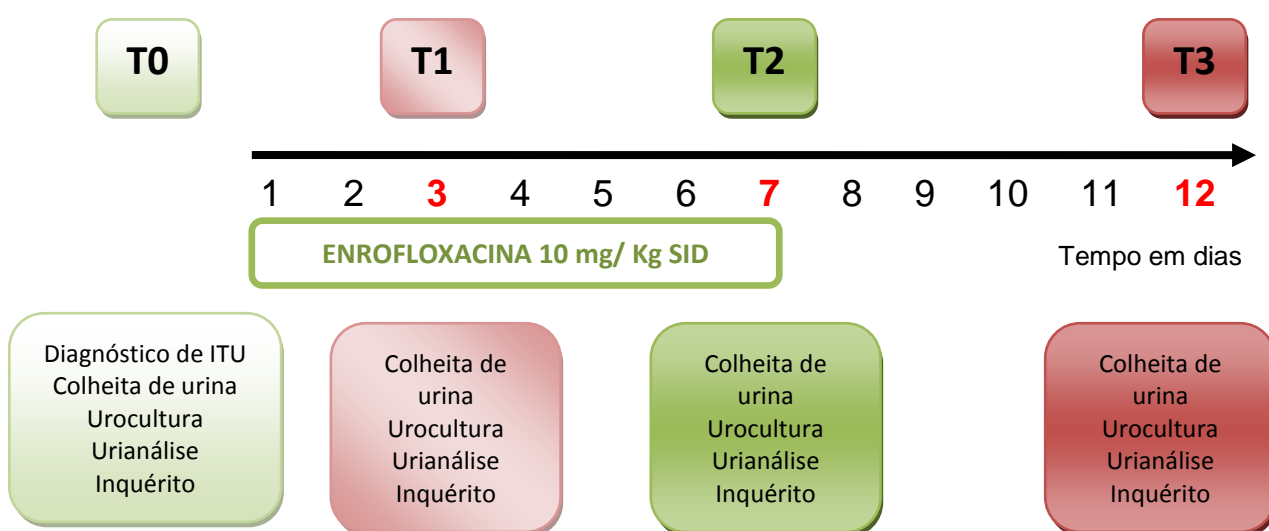 T0
T1
T2
T3
1 2 3 4 5 6 7 8 9 10 11 12
ENROFLOXACINA 10 mg/ Kg SID
Tempo em dias
Diagnóstico de ITU
Colheita de urina
Urocultura
Urianálise
Inquérito
Colheita de
urina
Urocultura
Urianálise
Inquérito
Colheita de
urina
Urocultura
Urianálise
Inquérito
Colheita de
urina
Urocultura
Urianálise
Inquérito